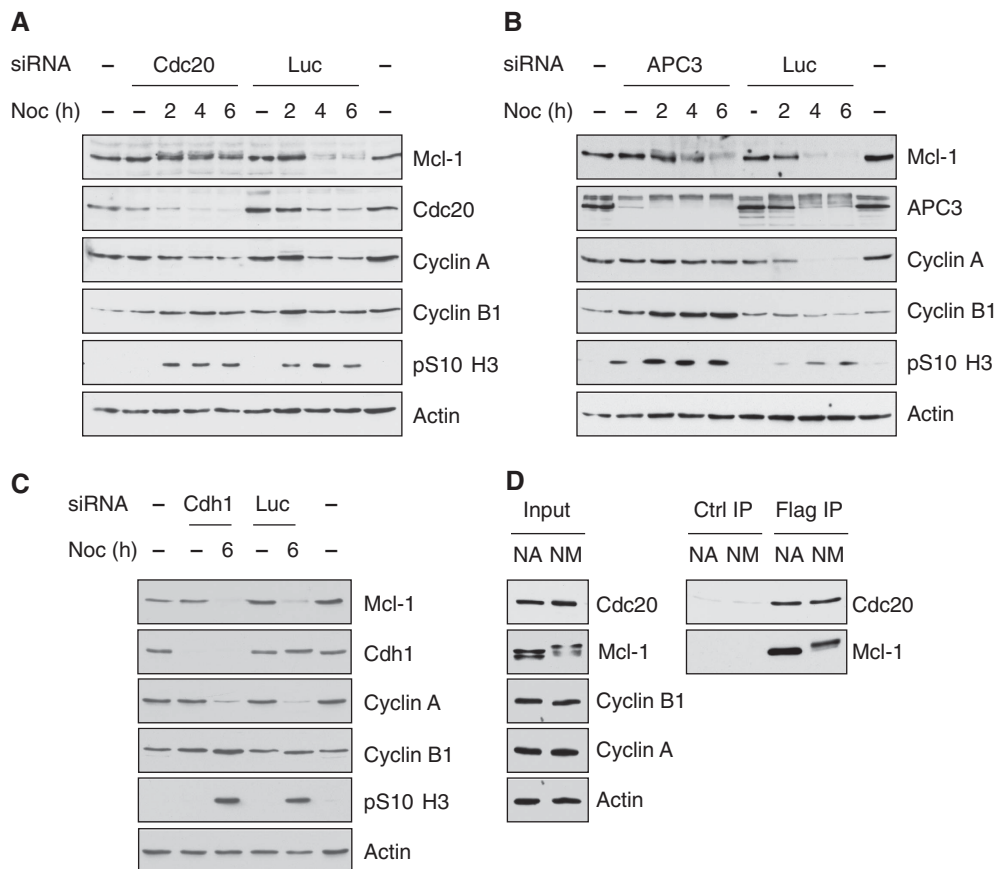 A
siRNA – Cdc20 Luc –
Noc (h) – – 2 4 6 – 2 4 6 –
Mcl-1
Cdc20
Cyclin A
Cyclin B1
pS10 H3
Actin
B
siRNA – APC3 Luc –
Noc (h) – – 2 4 6 - 2 4 6 –
Mcl-1
APC3
Cyclin A
Cyclin B1
pS10 H3
Actin
C
siRNA – Cdh1 Luc –
Noc (h) – – 6 – 6 –
Mcl-1
Cdh1
Cyclin A
Cyclin B1
pS10 H3
Actin
D
Input Ctrl IP Flag IP
NA NM NA NM NA NM
Cdc20 Cdc20
Mcl-1 Mcl-1
Cyclin B1
Cyclin A
Actin